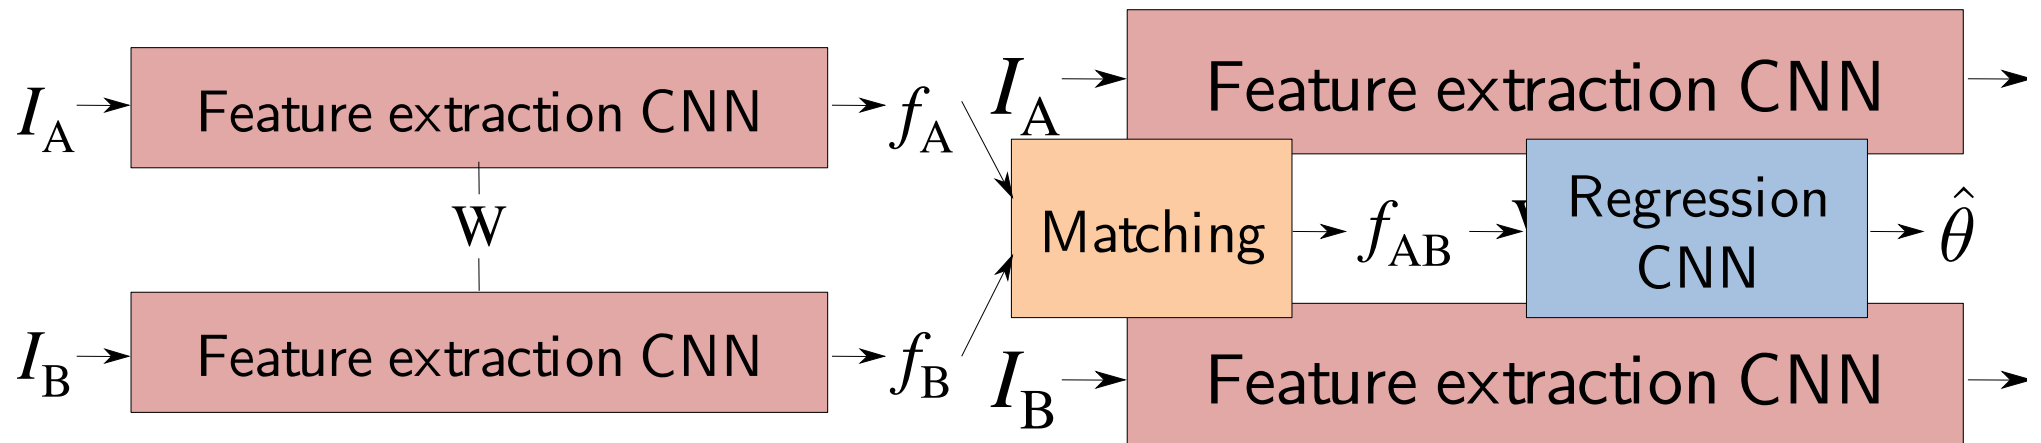 I_A
Feature extraction CNN
f_A
I_A
Feature extraction CNN
W
Matching
f_AB
Regression
CNN
θ̂
I_B
Feature extraction CNN
f_B
I_B
Feature extraction CNN